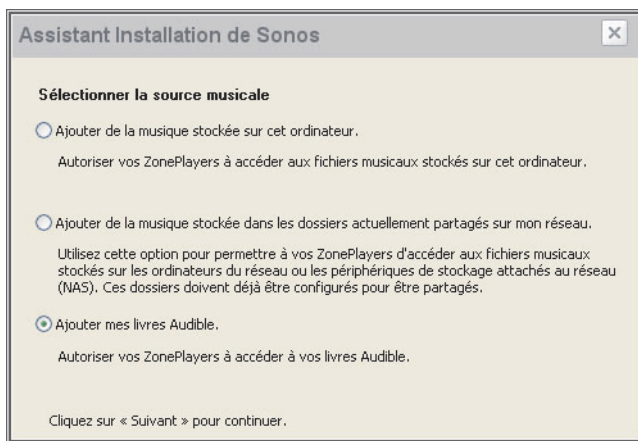 Assistant Installation de Sonos
Sélectionner la source musicale
Ajouter de la musique stockée sur cet ordinateur.
Autoriser vos ZonePlayers à accéder aux fichiers musicaux stockés sur cet ordinateur.
Ajouter de la musique stockée dans les dossiers actuellement partagés sur mon réseau.
Utilisez cette option pour permettre à vos ZonePlayers d'accéder aux fichiers musicaux
stockés sur les ordinateurs du réseau ou les périphériques de stockage attachés au réseau
(NAS). Ces dossiers doivent déjà être configurés pour être partagés.
Ajouter mes livres Audible.
Autoriser vos ZonePlayers à accéder à vos livres Audible.
Cliquez sur « Suivant » pour continuer.